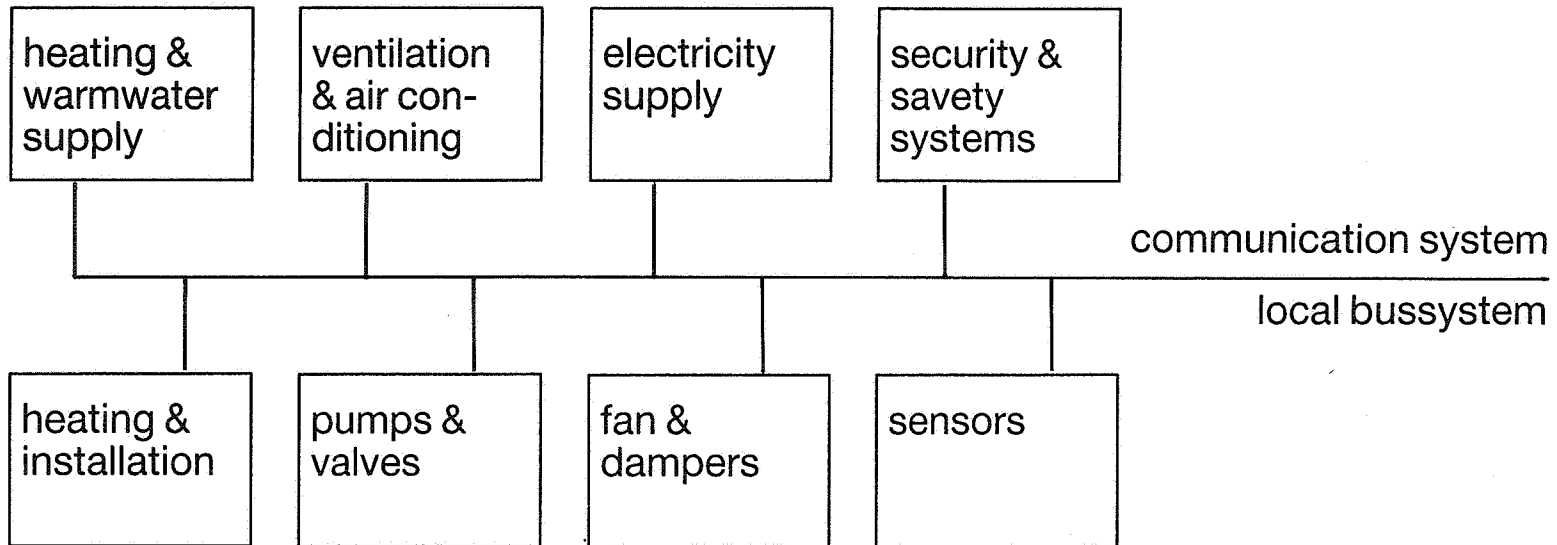 heating &
warmwater
supply
ventilation
& air con-
ditioning
electricity
supply
security &
savety
systems
communication system
local bussystem
heating &
installation
pumps &
valves
fan &
dampers
sensors